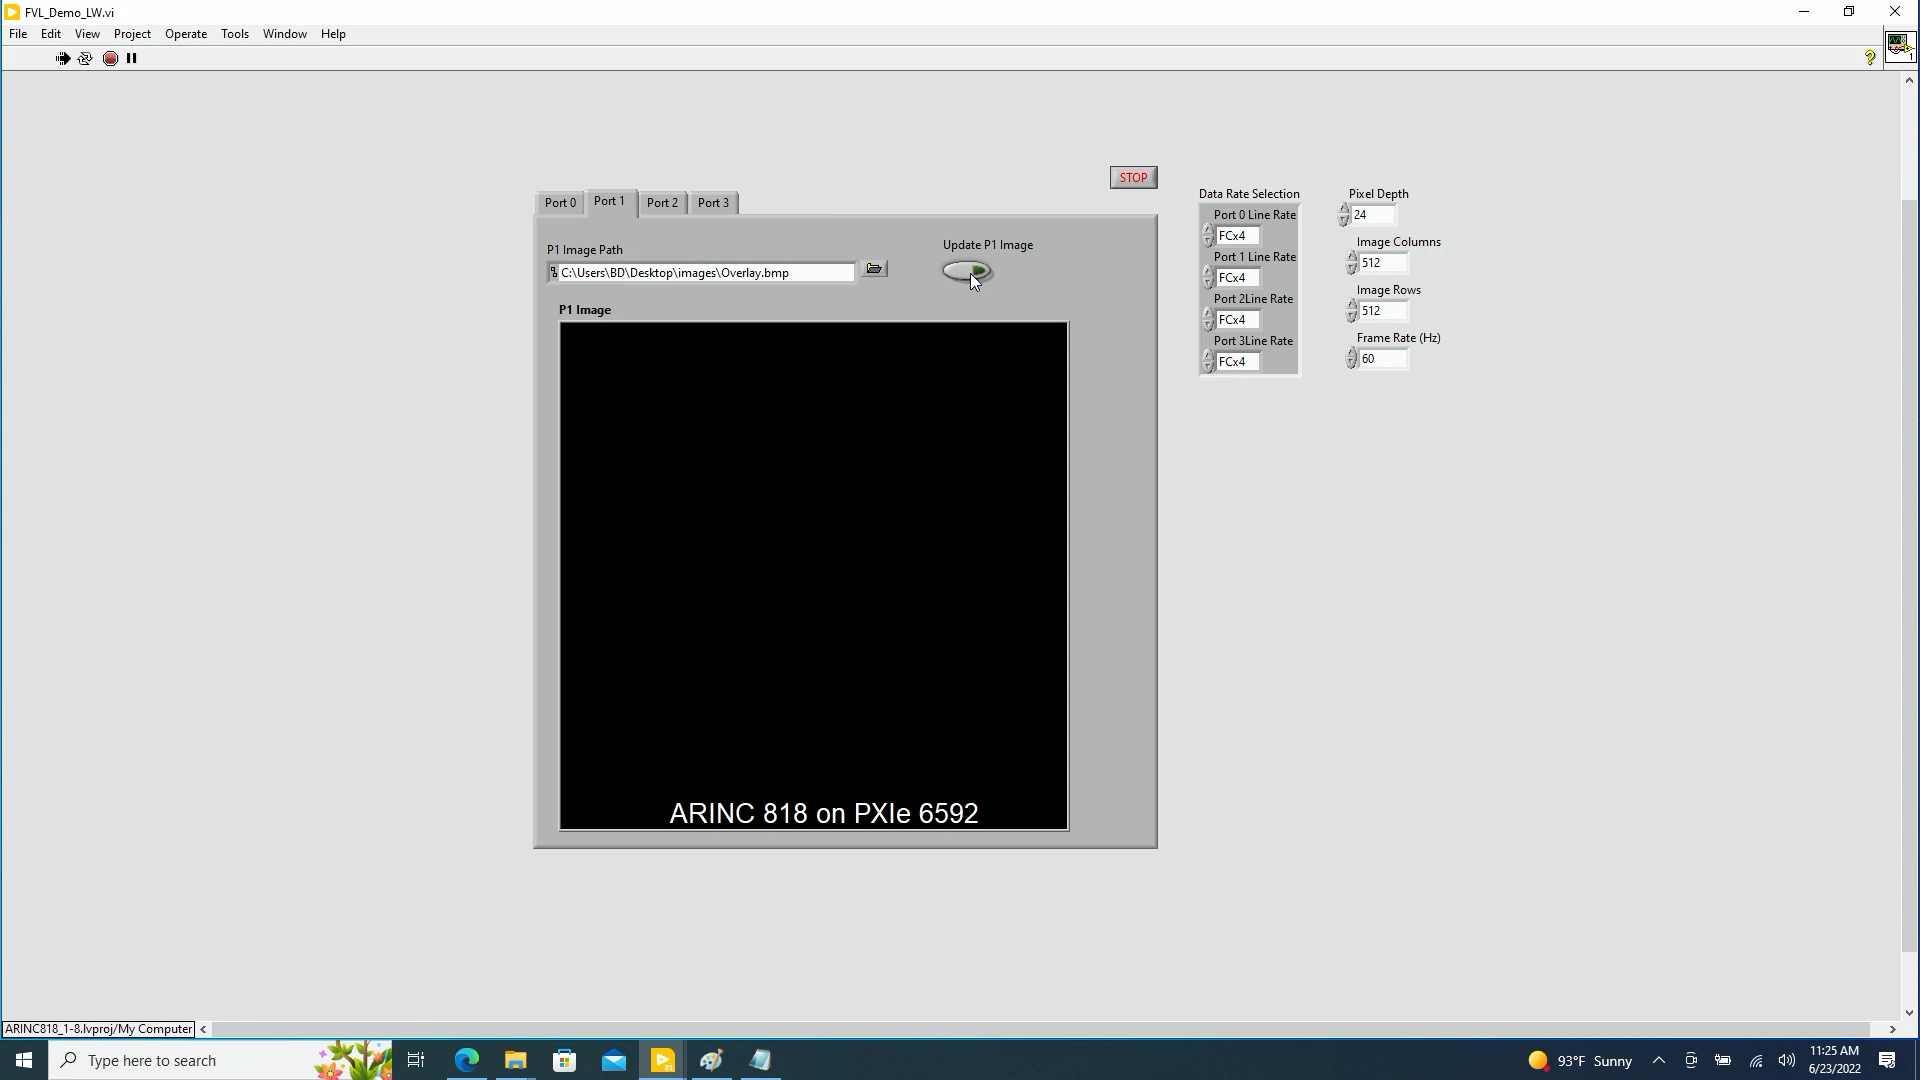 FVL_Demo_LW.vi
File Edit View Project Operate Tools Window Help
?
1
STOP
Port 0 Port 1 Port 2 Port 3
P1 Image Path
C:\Users\BD\Desktop\images\Overlay.bmp
Update P1 Image
P1 Image
ARINC 818 on PXIe 6592
Data Rate Selection
Port 0 Line Rate
FCx4
Port 1 Line Rate
FCx4
Port 2Line Rate
FCx4
Port 3Line Rate
FCx4
Pixel Depth
24
Image Columns
512
Image Rows
512
Frame Rate (Hz)
60
ARINC818_1-8.lvproj/My Computer
Type here to search
93°F Sunny
11:25 AM
6/23/2022